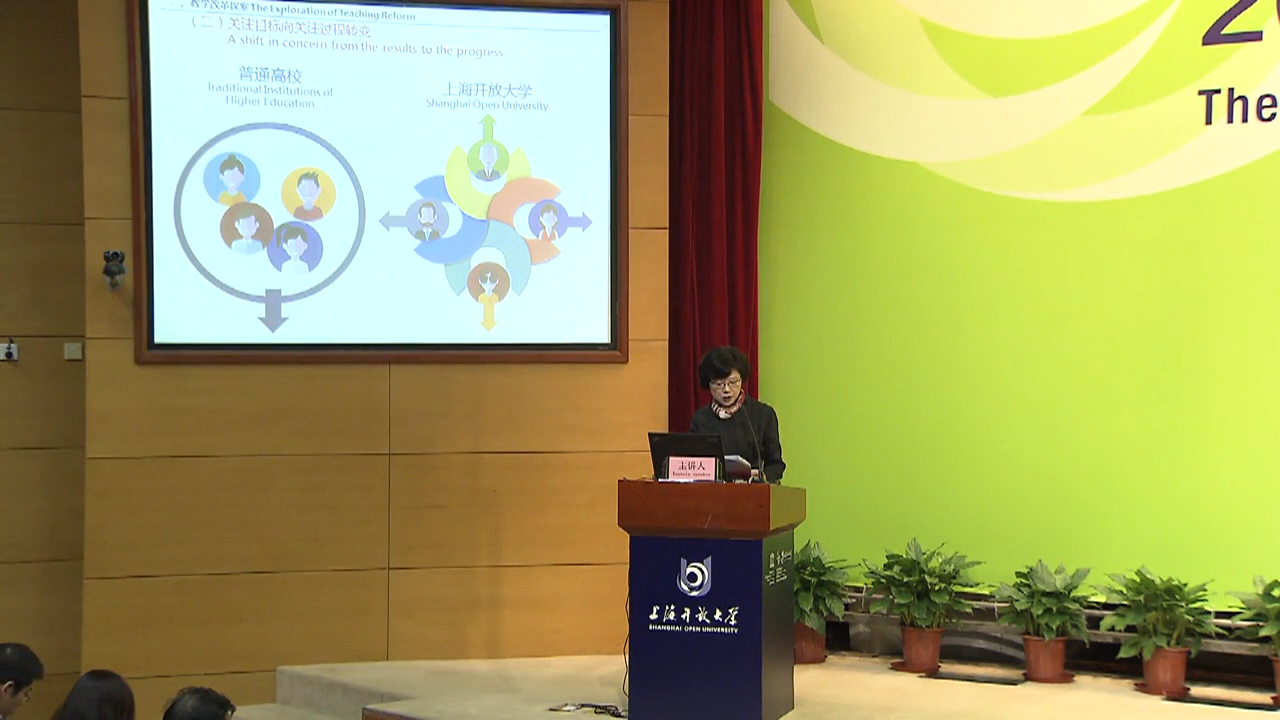 二、教学改革探索 The Exploration of Teaching Reform
（二）关注目标向关注过程转变
A shift in concern from the results to the progress
普通高校
Traditional Institutions of
Higher Education
上海开放大学
Shanghai Open University
2
The
主讲人
上海开放大学
SHANGHAI OPEN UNIVERSITY